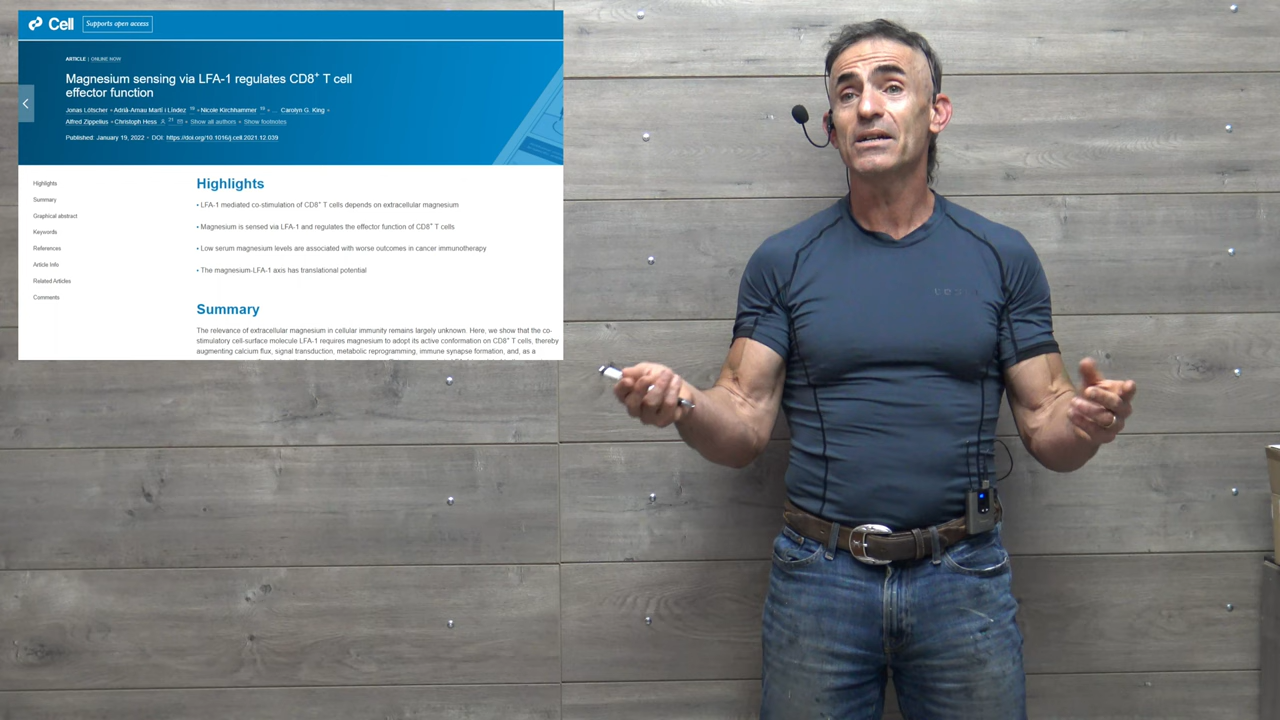 Cell
Supports open access
ARTICLE | ONLINE NOW
Magnesium sensing via LFA-1 regulates CD8⁺ T cell
effector function
Jonas Lötscher • Adrià-Arnau Martí i Líndez • Nicole Kirchhammer • ... Carolyn G. King •
Alfred Zippelius • Christoph Hess • Show all authors • Show footnotes
Published: January 19, 2022 • DOI: https://doi.org/10.1016/j.cell.2021.12.039
Highlights
Summary
Graphical abstract
Keywords
References
Article Info
Related Articles
Comments
Highlights
• LFA-1 mediated co-stimulation of CD8⁺ T cells depends on extracellular magnesium
• Magnesium is sensed via LFA-1 and regulates the effector function of CD8⁺ T cells
• Low serum magnesium levels are associated with worse outcomes in cancer immunotherapy
• The magnesium-LFA-1 axis has translational potential
Summary
The relevance of extracellular magnesium in cellular immunity remains largely unknown. Here, we show that the co-
stimulatory cell-surface molecule LFA-1 requires magnesium to adopt its active conformation on CD8⁺ T cells, thereby
augmenting calcium flux, signal transduction, metabolic reprogramming, immune synapse formation, and, as a